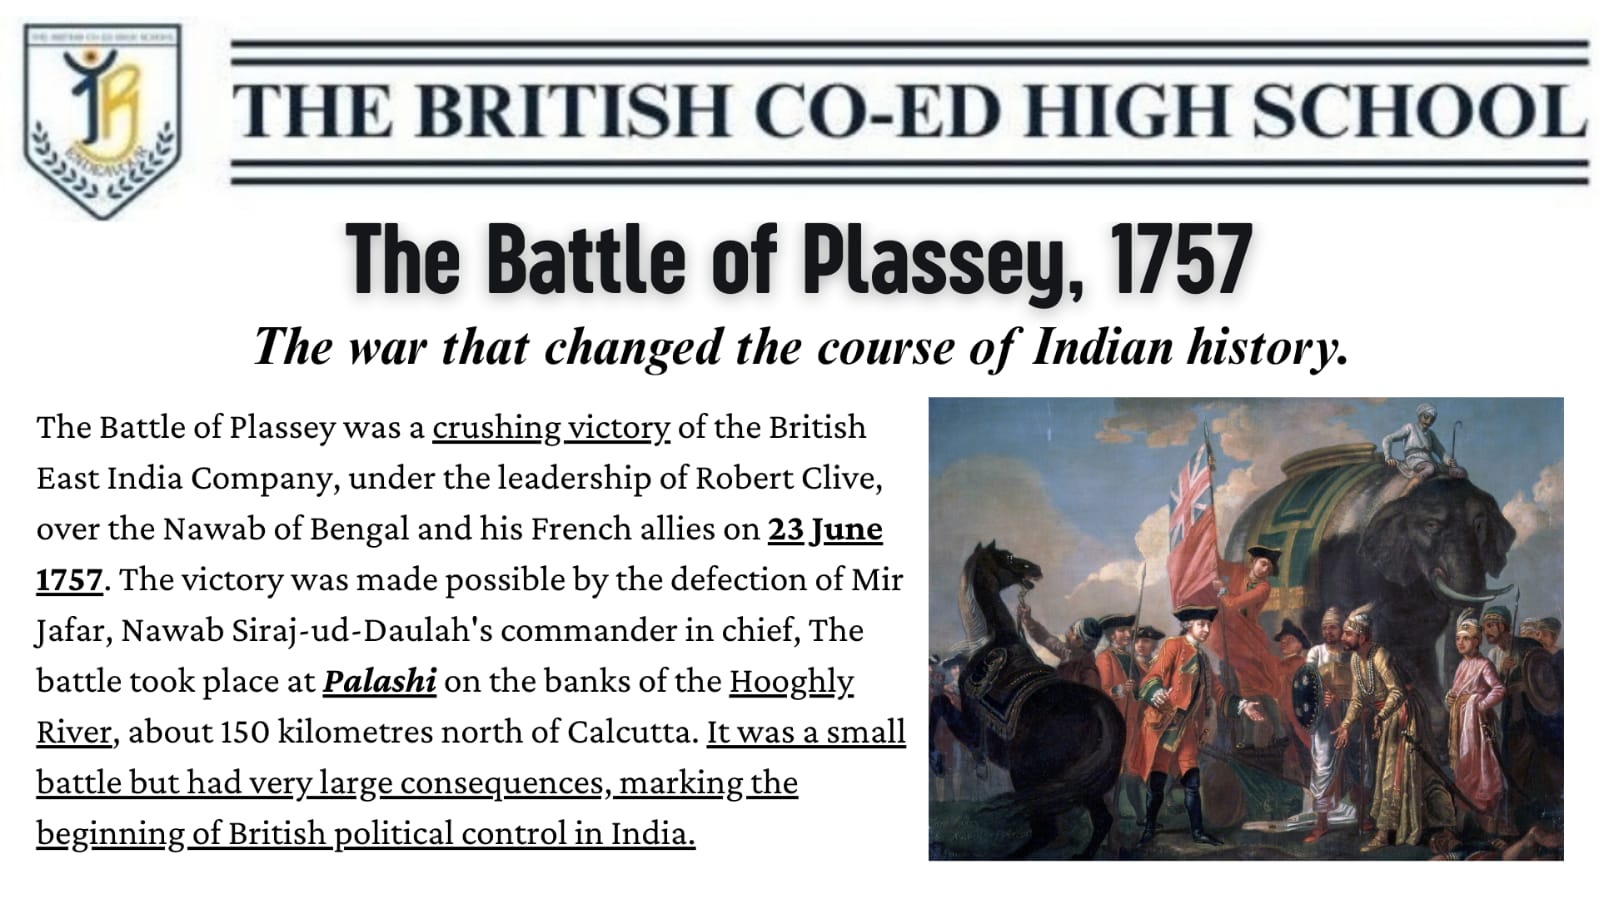 THE BRITISH CO-ED HIGH SCHOOL
ENDEAVOUR
THE BRITISH CO-ED HIGH SCHOOL
The Battle of Plassey, 1757
The war that changed the course of Indian history.
The Battle of Plassey was a crushing victory of the British
East India Company, under the leadership of Robert Clive,
over the Nawab of Bengal and his French allies on 23 June
1757. The victory was made possible by the defection of Mir
Jafar, Nawab Siraj-ud-Daulah's commander in chief, The
battle took place at Palashi on the banks of the Hooghly
River, about 150 kilometres north of Calcutta. It was a small
battle but had very large consequences, marking the
beginning of British political control in India.